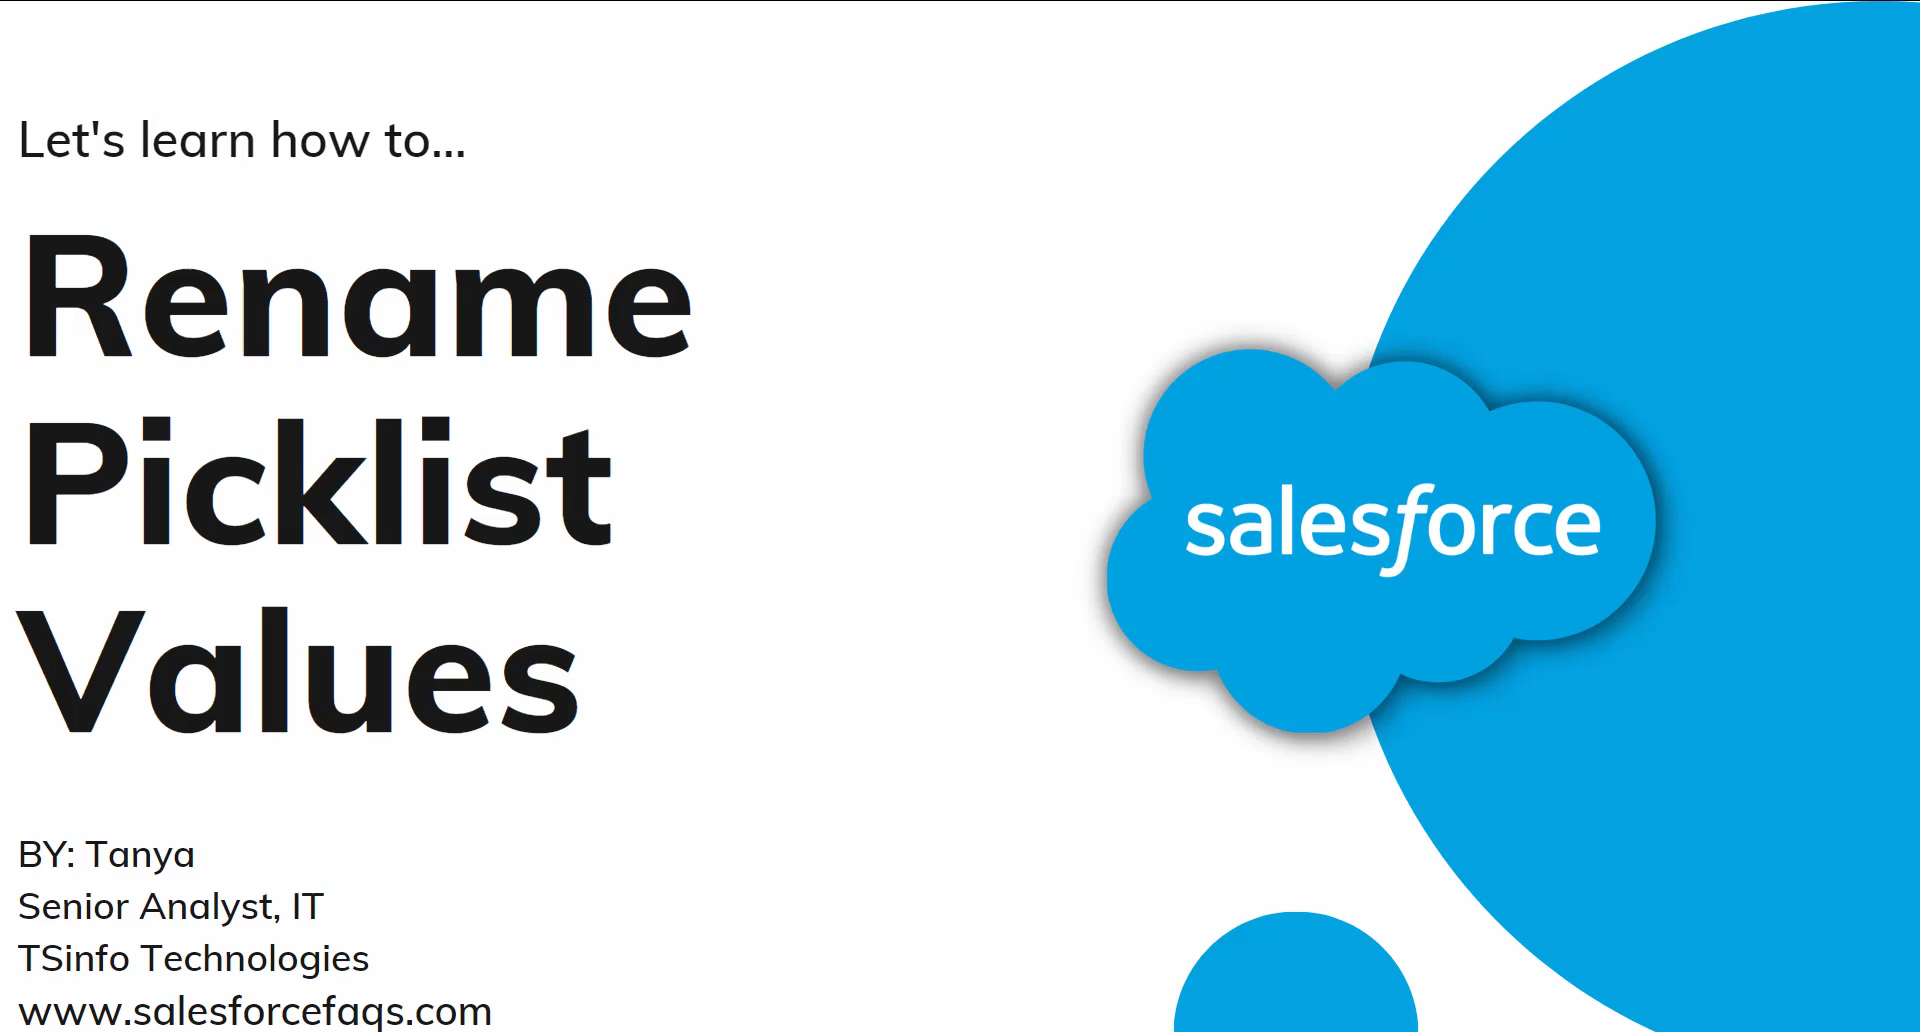 Let's learn how to...
Rename
Picklist
Values
salesforce
BY: Tanya
Senior Analyst, IT
TSinfo Technologies
www.salesforcefaqs.com